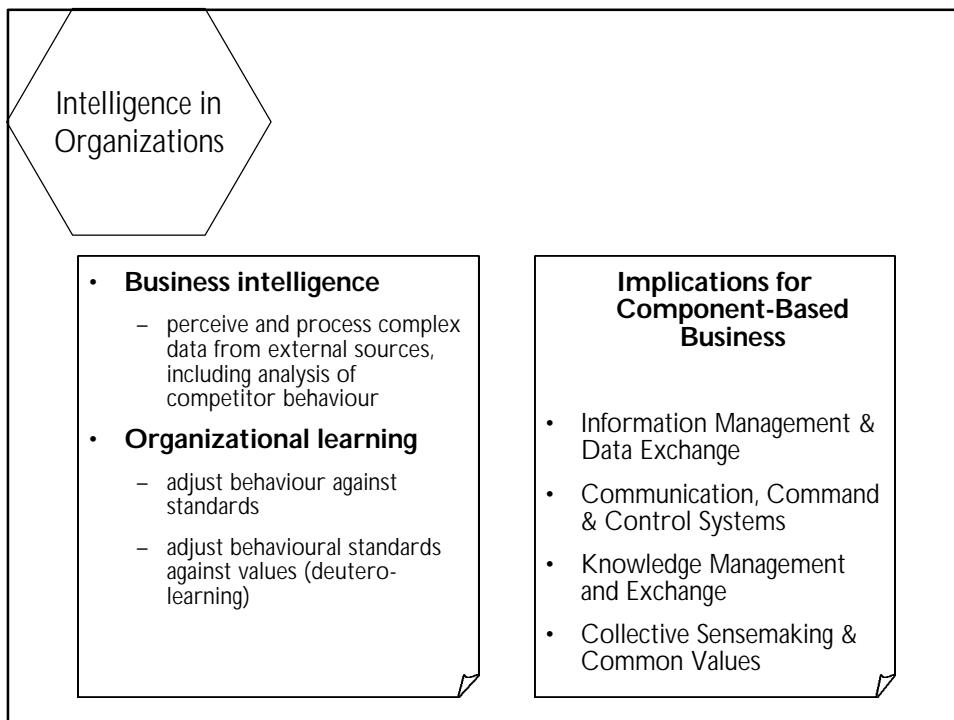 Intelligence in
Organizations
• Business intelligence
– perceive and process complex
data from external sources,
including analysis of
competitor behaviour
• Organizational learning
– adjust behaviour against
standards
– adjust behavioural standards
against values (deutero-
learning)
Implications for
Component-Based
Business
• Information Management &
Data Exchange
• Communication, Command
& Control Systems
• Knowledge Management
and Exchange
• Collective Sensemaking &
Common Values